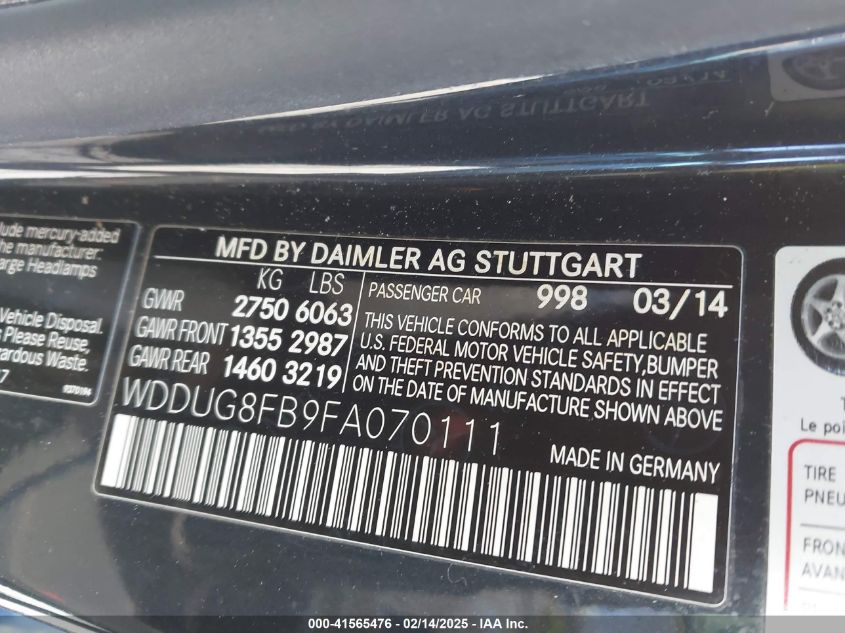 lude mercury-added
he manufacturer:
arge Headlamps
Vehicle Disposal.
s Please Reuse,
ardous Waste.
9370194
MFD BY DAIMLER AG STUTTGART
KG LBS
GVWR 2750 6063
GAWR FRONT 1355 2987
GAWR REAR 1460 3219
PASSENGER CAR 998 03/14
THIS VEHICLE CONFORMS TO ALL APPLICABLE
U.S. FEDERAL MOTOR VEHICLE SAFETY, BUMPER
AND THEFT PREVENTION STANDARDS IN EFFECT
ON THE DATE OF MANUFACTURE SHOWN ABOVE.
WDDUG8FB9FA070111
MADE IN GERMANY
Le poi
TIRE
PNEU
FRON
AVAN
000-41565476 - 02/14/2025 - IAA Inc.